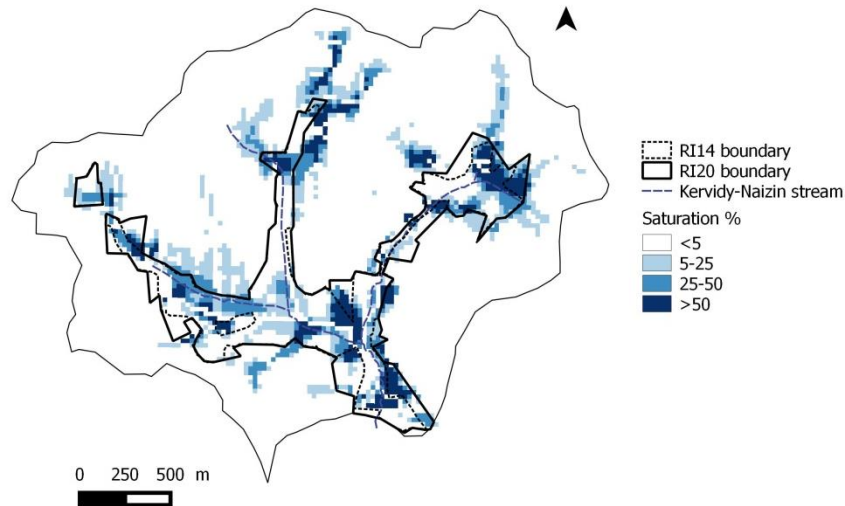 RI14 boundary
RI20 boundary
Kervidy-Naizin stream
Saturation %
<5
5-25
25-50
>50
0 250 500 m